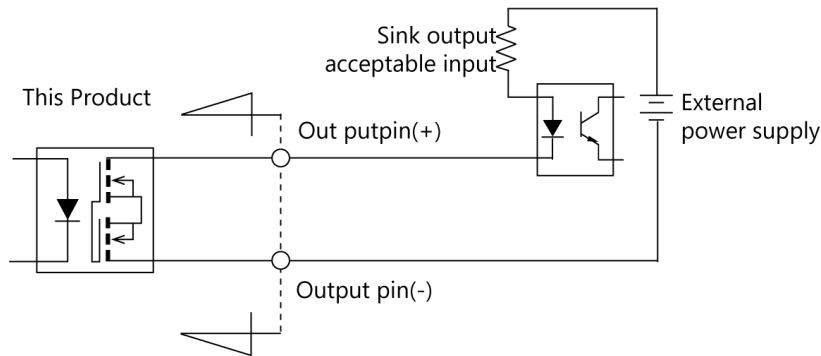 Sink output
acceptable input
This Product
External
power supply
Out putpin(+)
Output pin(-)